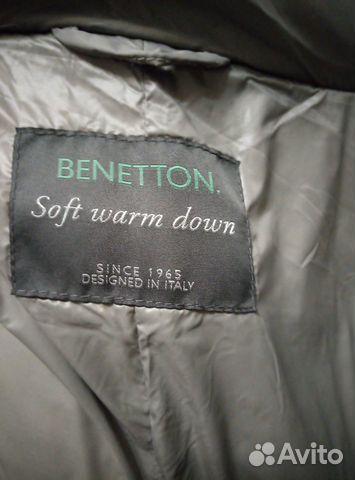 BENETTON.
Soft warm down
SINCE 1965
DESIGNED IN ITALY
Avito